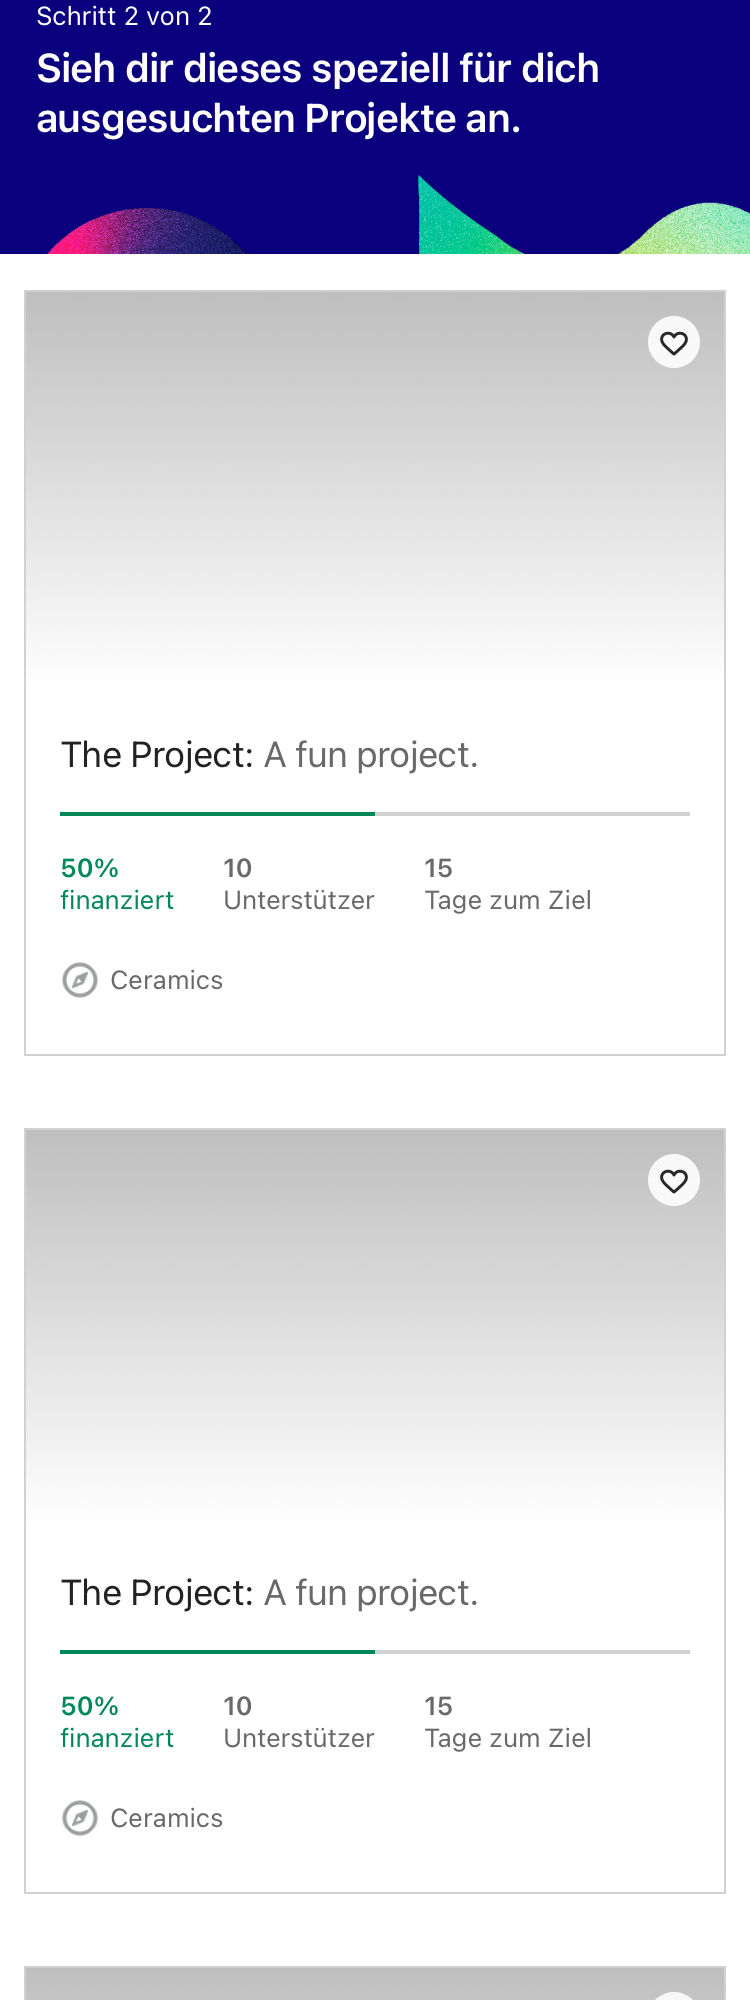 Schritt 2 von 2
Sieh dir dieses speziell für dich
ausgesuchten Projekte an.
The Project: A fun project.
50% 10 15
finanziert Unterstützer Tage zum Ziel
Ceramics
The Project: A fun project.
50% 10 15
finanziert Unterstützer Tage zum Ziel
Ceramics